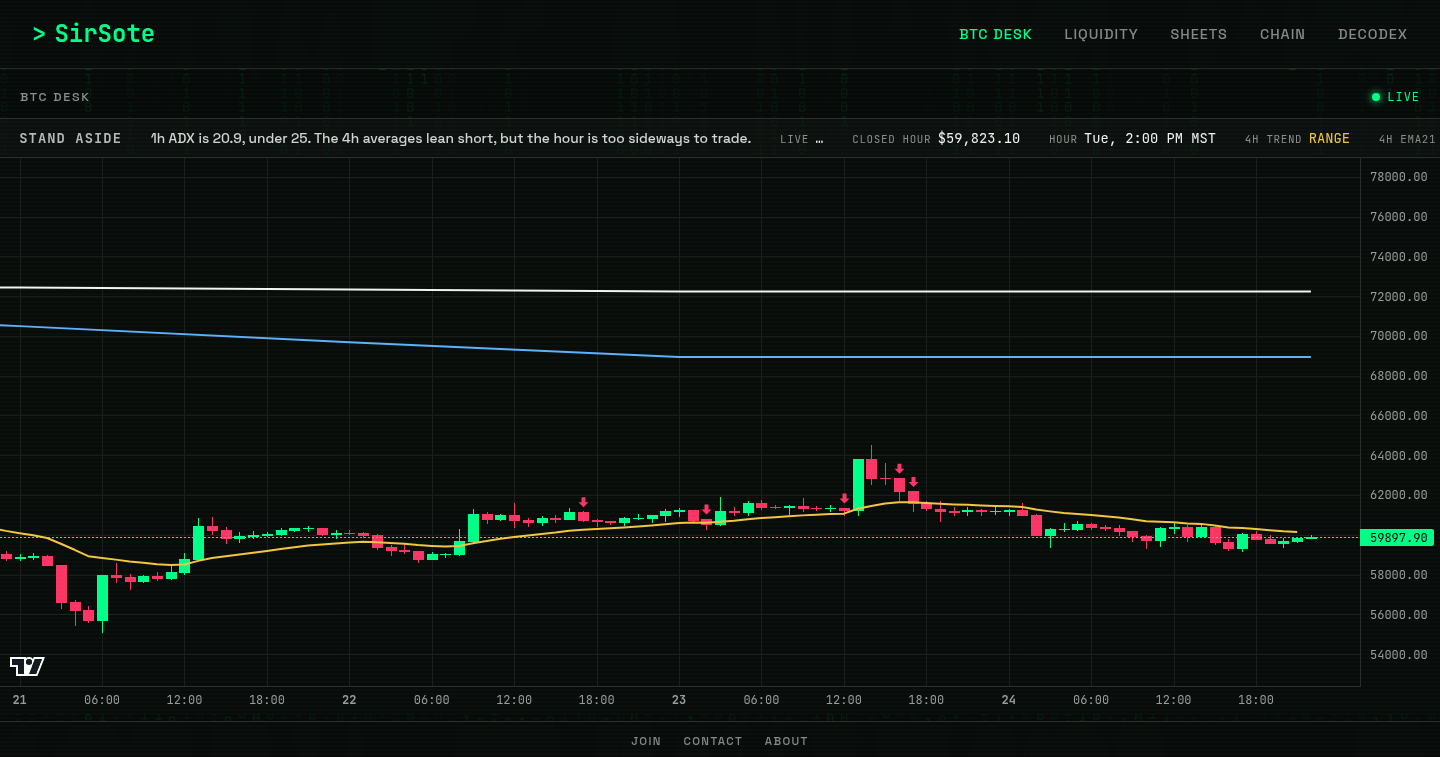 > SirSote
BTC DESK LIQUIDITY SHEETS CHAIN DECODEX
BTC DESK
LIVE
STAND ASIDE 1h ADX is 20.9, under 25. The 4h averages lean short, but the hour is too sideways to trade. LIVE … CLOSED HOUR $59,823.10 HOUR Tue, 2:00 PM MST 4H TREND RANGE 4H EMA21
78000.00
76000.00
74000.00
72000.00
70000.00
68000.00
66000.00
64000.00
62000.00
59897.90
58000.00
56000.00
54000.00
21 06:00 12:00 18:00 22 06:00 12:00 18:00 23 06:00 12:00 18:00 24 06:00 12:00 18:00
JOIN CONTACT ABOUT